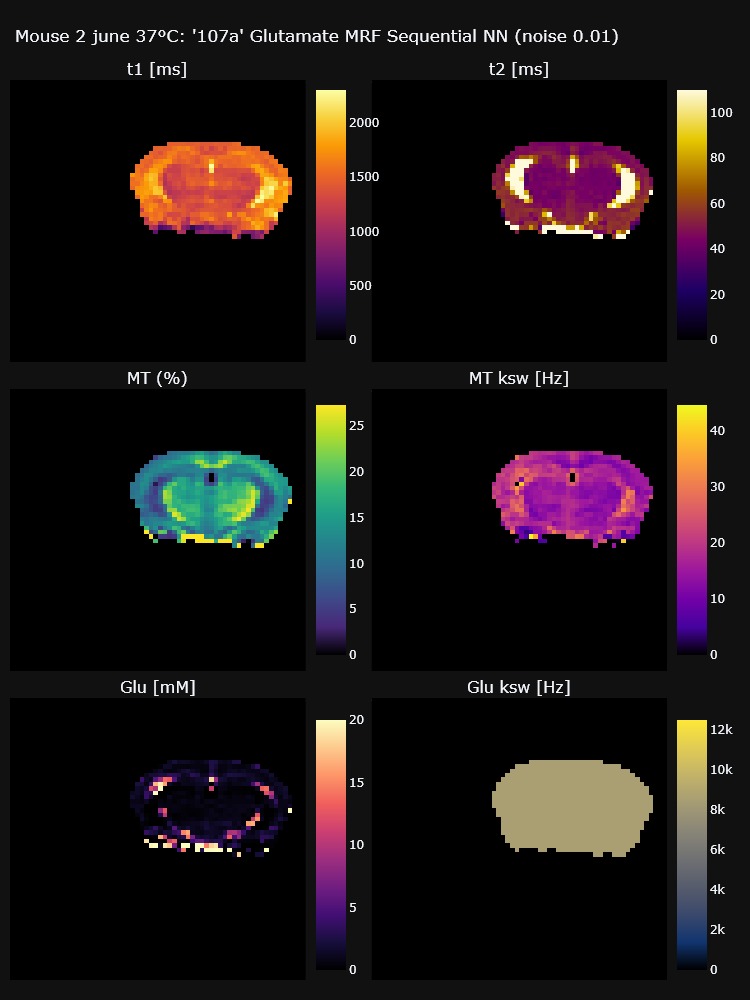 Mouse 2 june 37ºC: '107a' Glutamate MRF Sequential NN (noise 0.01)
t1 [ms]
t2 [ms]
2000
1500
1000
500
0
100
80
60
40
20
0
MT (%)
MT ksw [Hz]
25
20
15
10
5
0
40
30
20
10
0
Glu [mM]
Glu ksw [Hz]
20
15
10
5
0
12k
10k
8k
6k
4k
2k
0